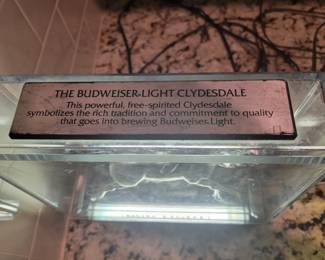 THE BUDWEISER-LIGHT CLYDESDALE
This powerful, free-spirited Clydesdale
symbolizes the rich tradition and commitment to quality
that goes into brewing Budweiser Light.